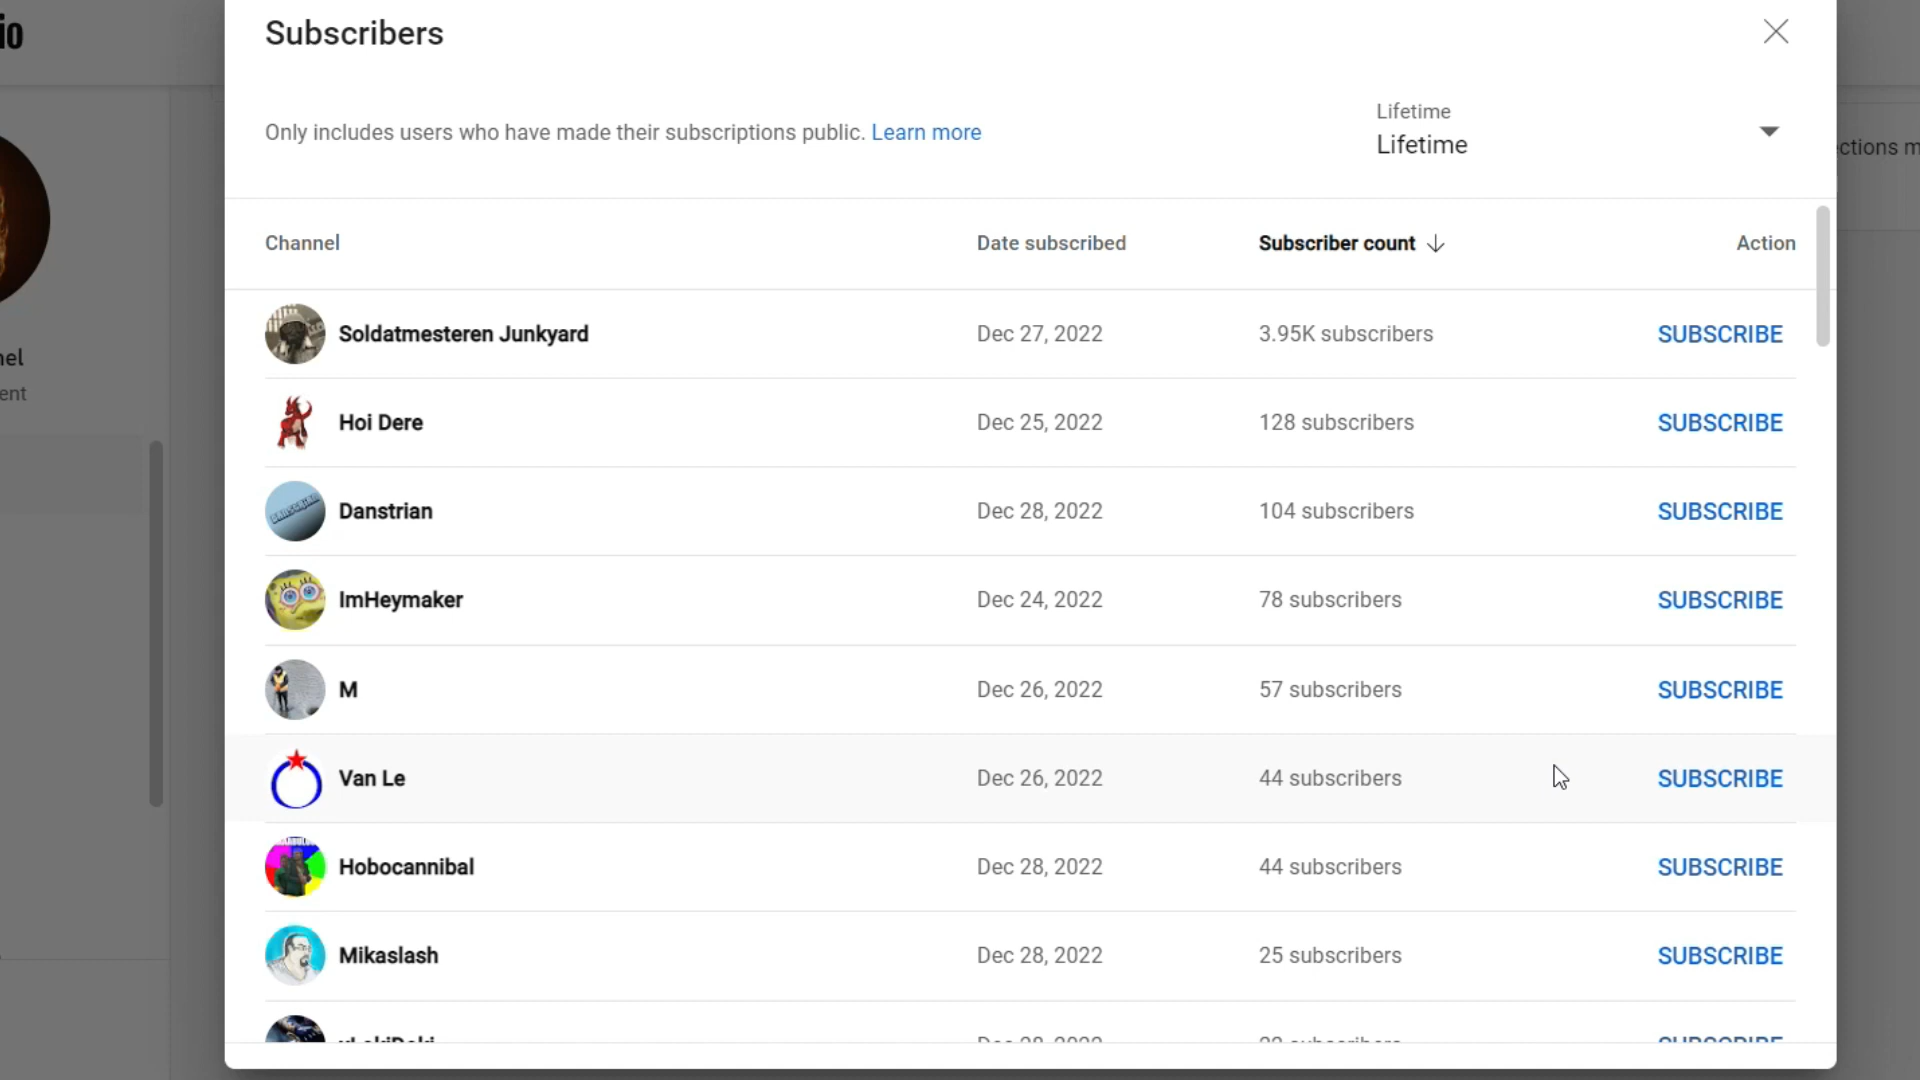 io
Subscribers
Only includes users who have made their subscriptions public. Learn more
Lifetime
Lifetime
ctions m
Channel Date subscribed Subscriber count Action
Soldatmesteren Junkyard Dec 27, 2022 3.95K subscribers SUBSCRIBE
nel
ent
Hoi Dere Dec 25, 2022 128 subscribers SUBSCRIBE
Danstrian Dec 28, 2022 104 subscribers SUBSCRIBE
ImHeymaker Dec 24, 2022 78 subscribers SUBSCRIBE
M Dec 26, 2022 57 subscribers SUBSCRIBE
Van Le Dec 26, 2022 44 subscribers SUBSCRIBE
Hobocannibal Dec 28, 2022 44 subscribers SUBSCRIBE
Mikaslash Dec 28, 2022 25 subscribers SUBSCRIBE